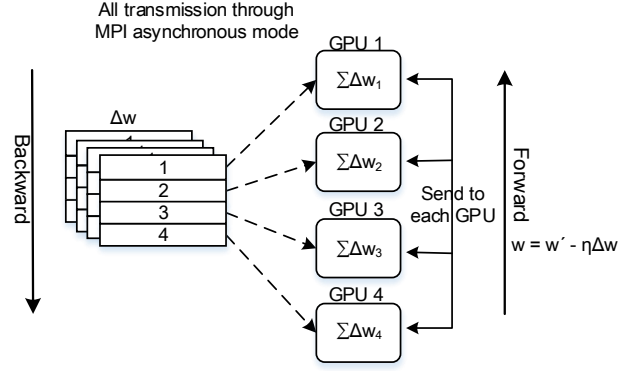 All transmission through
MPI asynchronous mode
GPU 1
∑Δw₁
Δw
1
1
2
3
4
GPU 2
∑Δw₂
Send to
each GPU
GPU 3
∑Δw₃
GPU 4
∑Δw₄
Backward
Forward
w = w´ - ηΔw